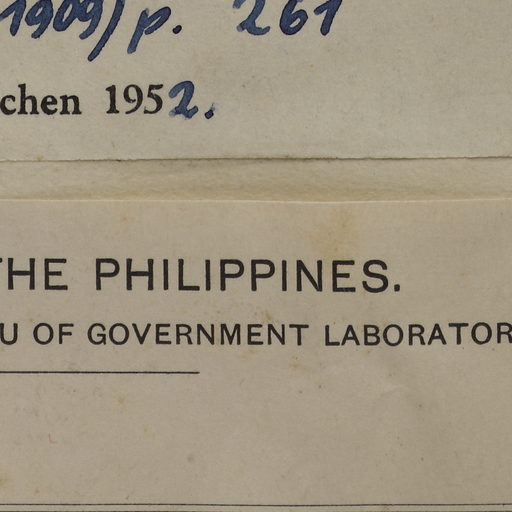 1909) p. 261
chen 1952.
THE PHILIPPINES.
U OF GOVERNMENT LABORATOR